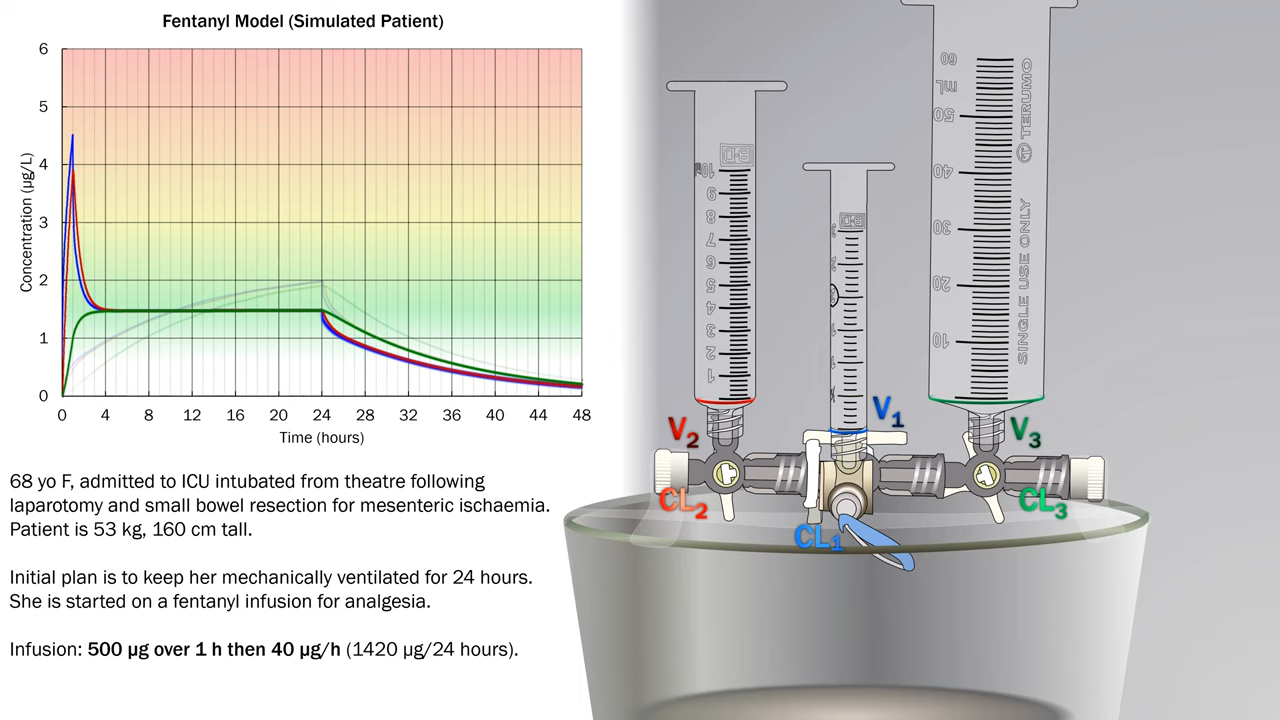 Fentanyl Model (Simulated Patient)
Concentration (µg/L)
6
5
4
3
2
1
0
0 4 8 12 16 20 24 28 32 36 40 44 48
Time (hours)
68 yo F, admitted to ICU intubated from theatre following
laparotomy and small bowel resection for mesenteric ischaemia.
Patient is 53 kg, 160 cm tall.
Initial plan is to keep her mechanically ventilated for 24 hours.
She is started on a fentanyl infusion for analgesia.
Infusion: 500 µg over 1 h then 40 µg/h (1420 µg/24 hours).
B-D
10
9
8
7
6
5
4
3
2
1
B-D
60
mL
50
40
30
20
10
TERUMO
SINGLE USE ONLY
V1
V2
V3
CL2
CL3
CL1